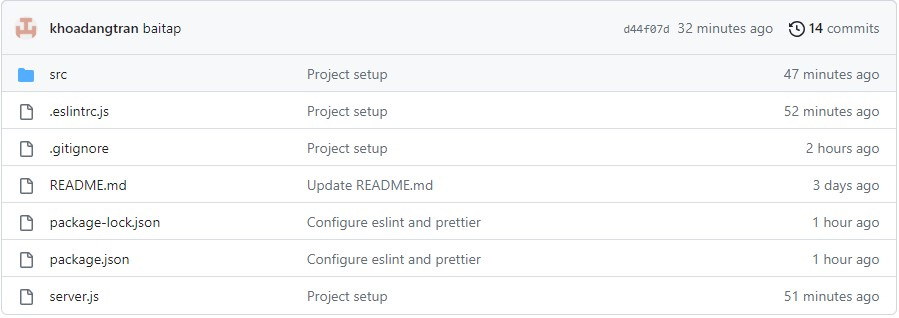 khoadangtran baitap d44f07d 32 minutes ago 14 commits
src Project setup 47 minutes ago
.eslintrc.js Project setup 52 minutes ago
.gitignore Project setup 2 hours ago
README.md Update README.md 3 days ago
package-lock.json Configure eslint and prettier 1 hour ago
package.json Configure eslint and prettier 1 hour ago
server.js Project setup 51 minutes ago